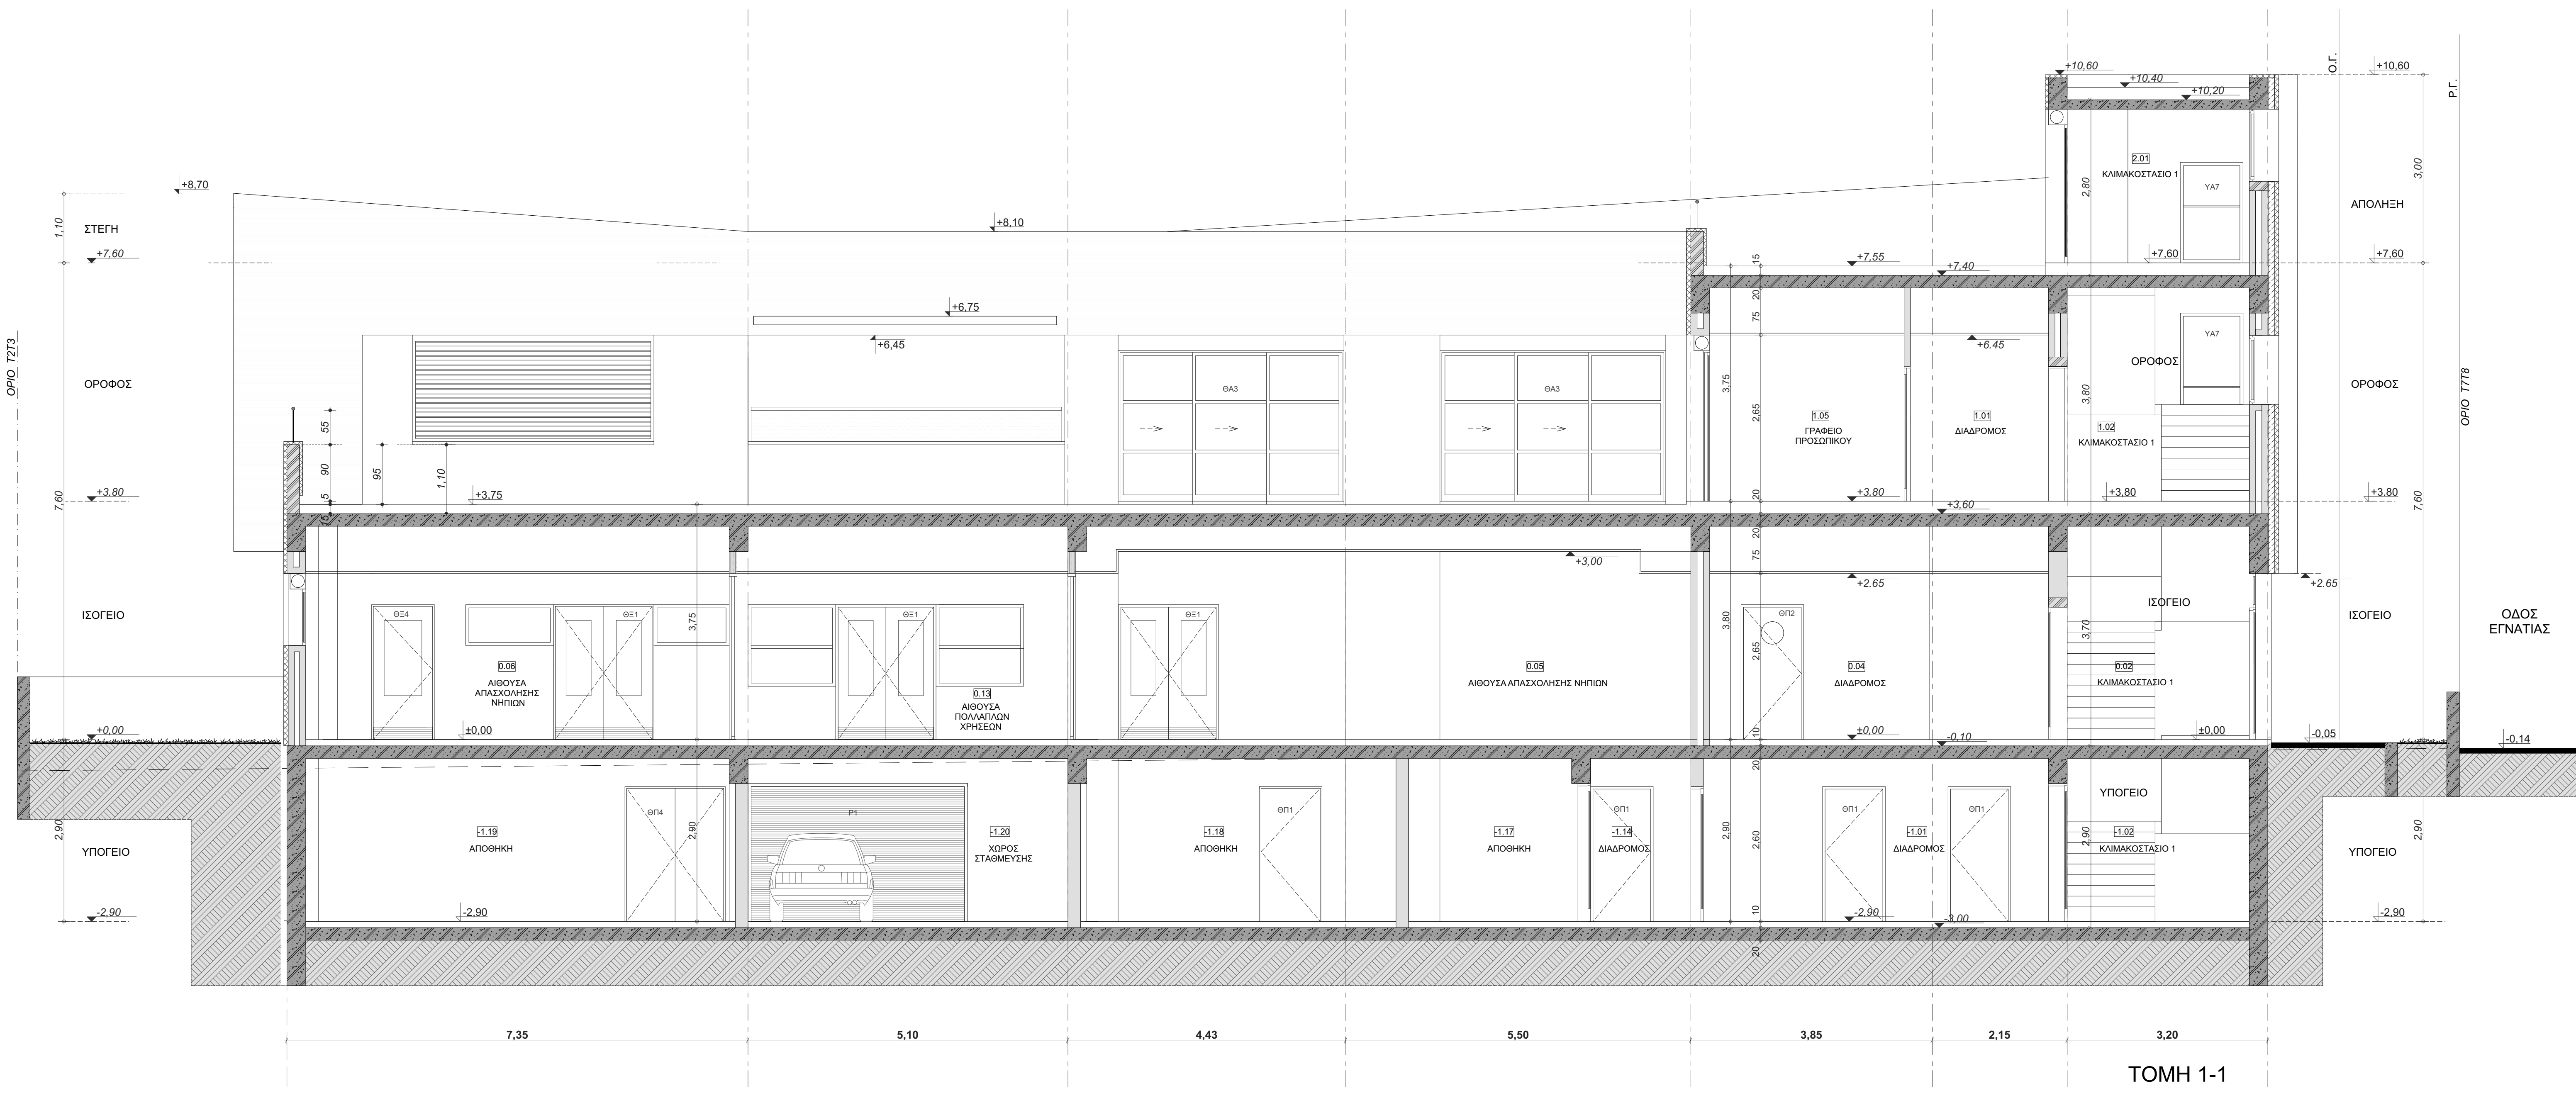 +10,60
+10,40
+10,20
Ο.Γ.
+10,60
Ρ.Γ.
2.01
ΚΛΙΜΑΚΟΣΤΑΣΙΟ 1
ΥΑ7
2,80
3,00
+8,70
1,10
ΣΤΕΓΗ
+8,10
ΑΠΟΛΗΞΗ
+7,60
+7,55
15
+7,40
+7,60
+7,60
20
75
+6,75
+6,45
+6.45
ΥΑ7
ΟΡΟΦΟΣ
ΟΡΙΟ Τ2Τ3
ΟΡΟΦΟΣ
ΘΑ3
ΘΑ3
3,75
2,65
3,80
ΟΡΟΦΟΣ
ΟΡΙΟ Τ7Τ8
55
90
5
15
95
1,10
1.05
ΓΡΑΦΕΙΟ
ΠΡΟΣΩΠΙΚΟΥ
1.01
ΔΙΑΔΡΟΜΟΣ
1.02
ΚΛΙΜΑΚΟΣΤΑΣΙΟ 1
7,60
+3.80
+3,75
+3.80
20
+3,60
+3,80
+3.80
7,60
20
75
+3,00
+2.65
+2.65
ΙΣΟΓΕΙΟ
ΘΞ4
ΘΞ1
3,75
ΘΞ1
ΘΞ1
3,80
2,65
ΘΠ2
3,70
ΙΣΟΓΕΙΟ
ΙΣΟΓΕΙΟ
ΟΔΟΣ
ΕΓΝΑΤΙΑΣ
0.06
ΑΙΘΟΥΣΑ
ΑΠΑΣΧΟΛΗΣΗΣ
ΝΗΠΙΩΝ
0.13
ΑΙΘΟΥΣΑ
ΠΟΛΛΑΠΛΩΝ
ΧΡΗΣΕΩΝ
0.05
ΑΙΘΟΥΣΑ ΑΠΑΣΧΟΛΗΣΗΣ ΝΗΠΙΩΝ
0.04
ΔΙΑΔΡΟΜΟΣ
0.02
ΚΛΙΜΑΚΟΣΤΑΣΙΟ 1
+0,00
±0,00
10
±0,00
-0,10
±0,00
-0,05
-0,14
20
2,90
ΥΠΟΓΕΙΟ
-1.19
ΑΠΟΘΗΚΗ
ΘΠ4
2,90
Ρ1
-1.20
ΧΩΡΟΣ
ΣΤΑΘΜΕΥΣΗΣ
-1.18
ΑΠΟΘΗΚΗ
ΘΠ1
-1.17
ΑΠΟΘΗΚΗ
-1.14
ΔΙΑΔΡΟΜΟΣ
ΘΠ1
2,90
2,60
ΘΠ1
-1.01
ΔΙΑΔΡΟΜΟΣ
ΘΠ1
2,90
ΥΠΟΓΕΙΟ
-1.02
ΚΛΙΜΑΚΟΣΤΑΣΙΟ 1
ΥΠΟΓΕΙΟ
2,90
-2,90
-2,90
10
-2,90
-3,00
-2,90
20
7,35
5,10
4,43
5,50
3,85
2,15
3,20
ΤΟΜΗ 1-1